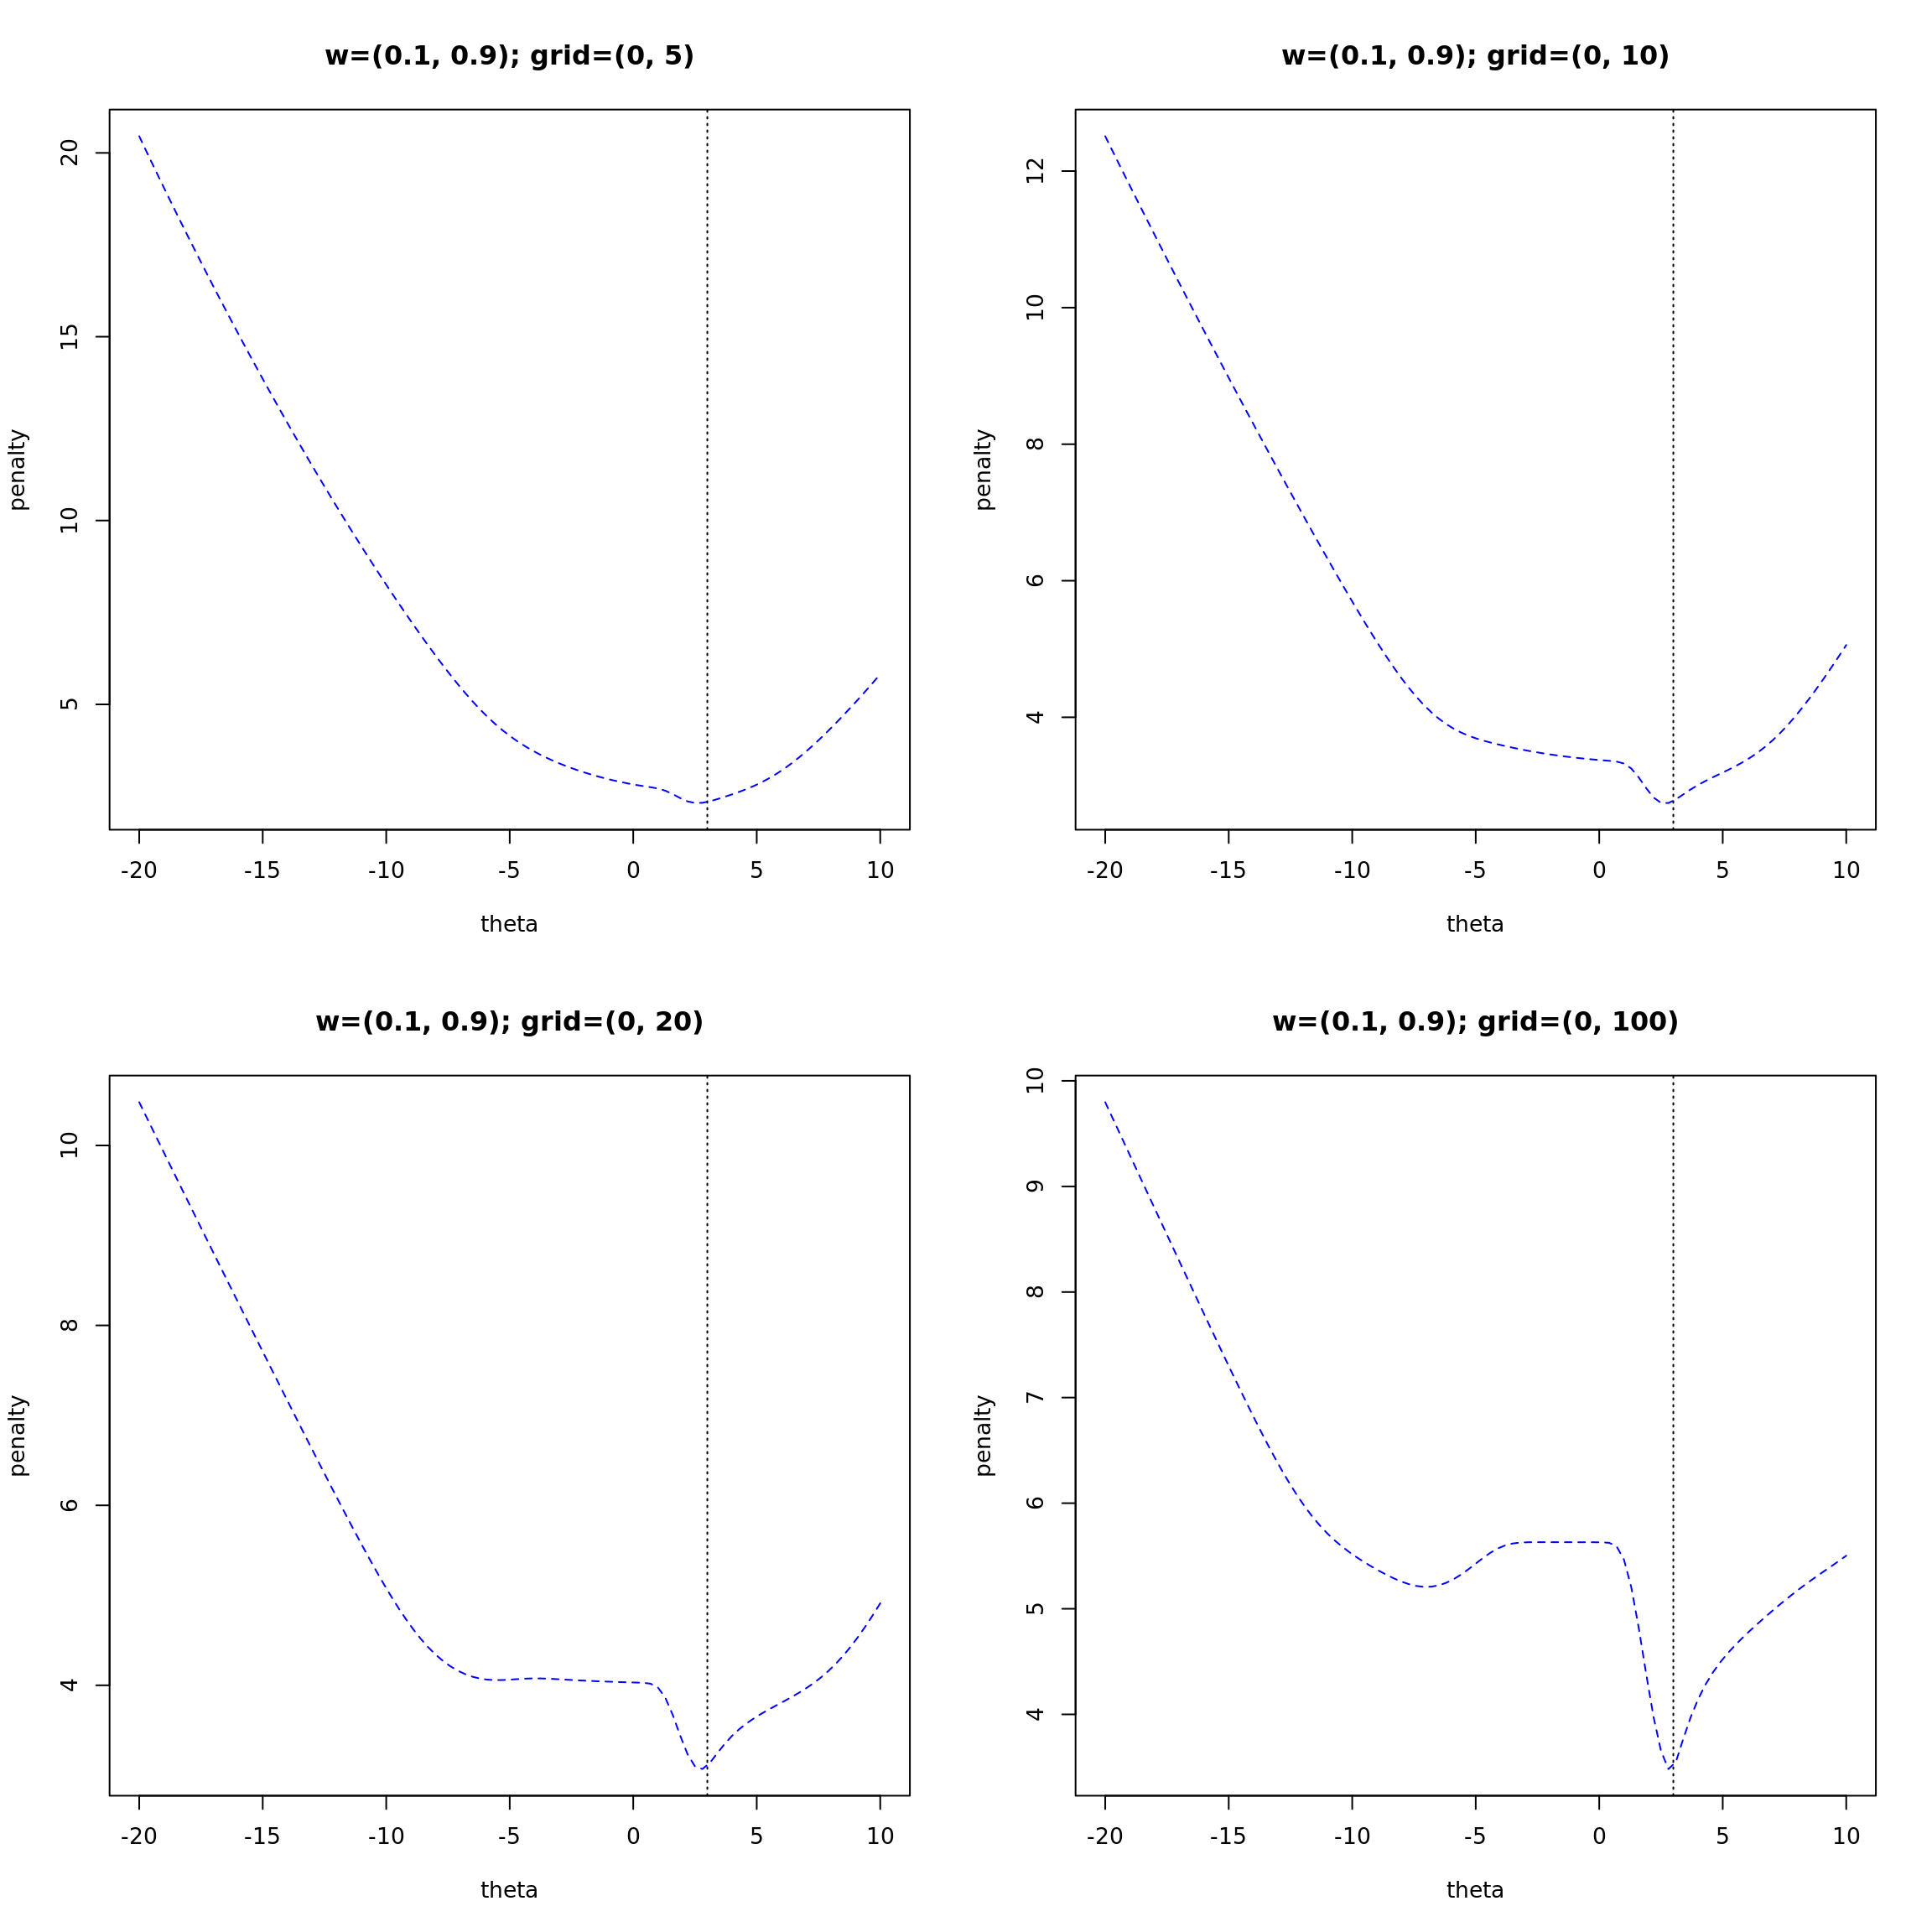 w=(0.1, 0.9); grid=(0, 5)
penalty
20
15
10
5
-20 -15 -10 -5 0 5 10
theta
w=(0.1, 0.9); grid=(0, 10)
penalty
12
10
8
6
4
-20 -15 -10 -5 0 5 10
theta
w=(0.1, 0.9); grid=(0, 20)
penalty
10
8
6
4
-20 -15 -10 -5 0 5 10
theta
w=(0.1, 0.9); grid=(0, 100)
penalty
10
9
8
7
6
5
4
-20 -15 -10 -5 0 5 10
theta